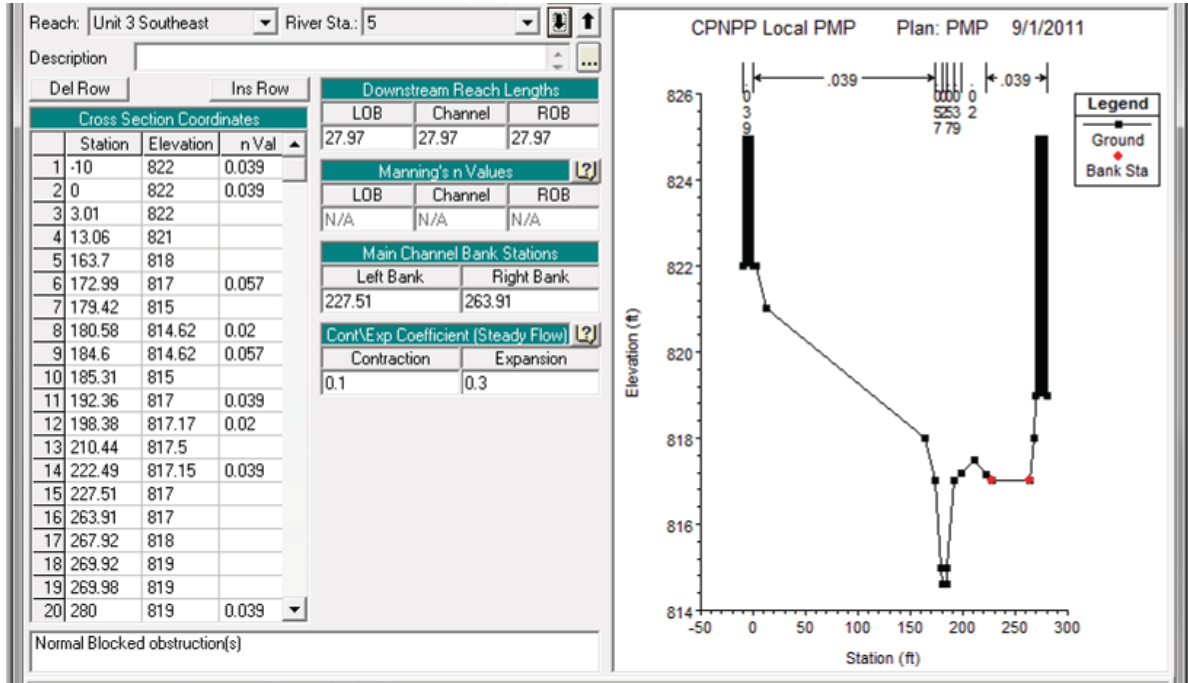 Reach: Unit 3 Southeast River Sta.: 5
Description ...
Del Row Ins Row
Cross Section Coordinates
Station Elevation n Val
1 -10 822 0.039
2 0 822 0.039
3 3.01 822
4 13.06 821
5 163.7 818
6 172.99 817 0.057
7 179.42 815
8 180.58 814.62 0.02
9 184.6 814.62 0.057
10 185.31 815
11 192.36 817 0.039
12 198.38 817.17 0.02
13 210.44 817.5
14 222.49 817.15 0.039
15 227.51 817
16 263.91 817
17 267.92 818
18 269.92 819
19 269.98 819
20 280 819 0.039
Downstream Reach Lengths
LOB Channel ROB
27.97 27.97 27.97
Manning's n Values
LOB Channel ROB
N/A N/A N/A
Main Channel Bank Stations
Left Bank Right Bank
227.51 263.91
Cont\Exp Coefficient (Steady Flow)
Contraction Expansion
0.1 0.3
Normal Blocked obstruction(s)
CPNPP Local PMP Plan: PMP 9/1/2011
.039 .039
.039
.02
Legend
Ground
Bank Sta
826
824
822
820
818
816
814
Elevation (ft)
-50 0 50 100 150 200 250 300
Station (ft)